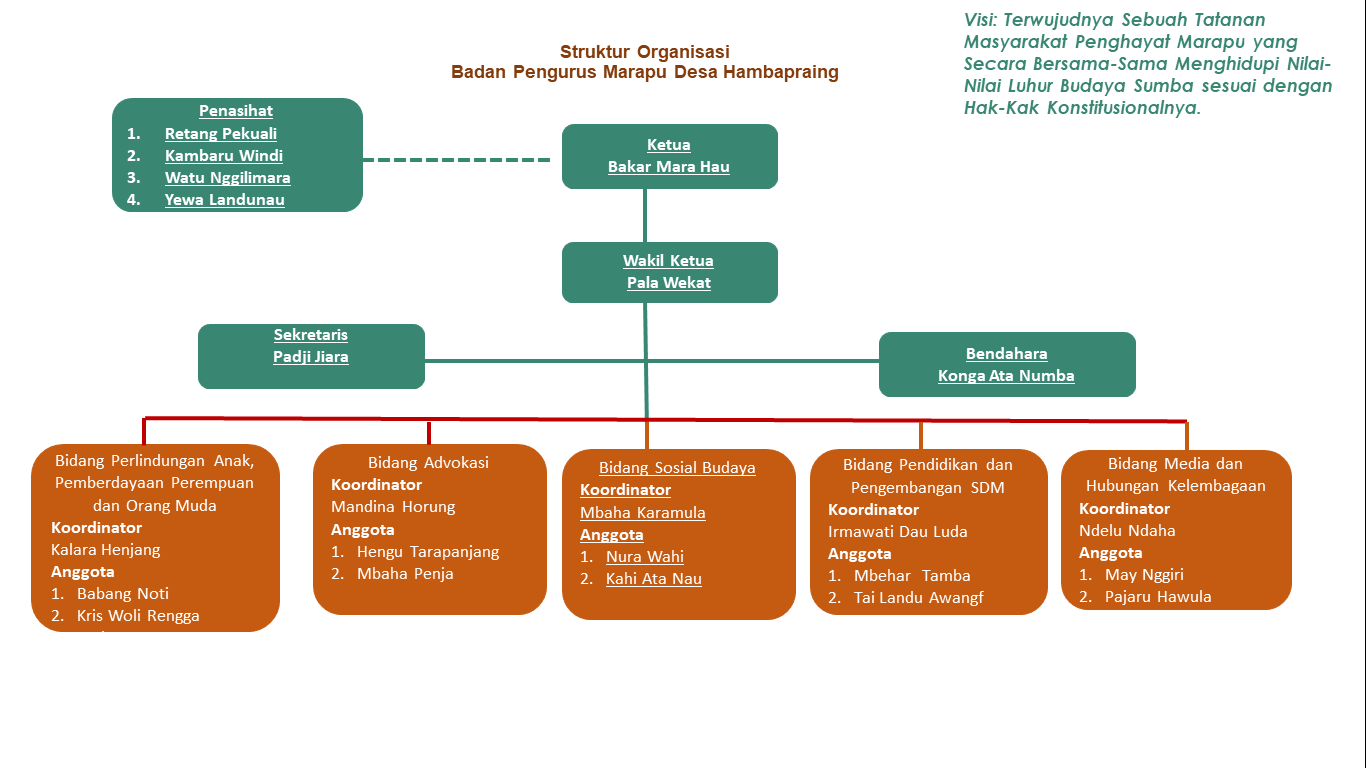 Visi: Terwujudnya Sebuah Tatanan
Masyarakat Penghayat Marapu yang
Secara Bersama-Sama Menghidupi Nilai-
Nilai Luhur Budaya Sumba sesuai dengan
Hak-Kak Konstitusionalnya.
Struktur Organisasi
Badan Pengurus Marapu Desa Hambapraing
Penasihat
1. Retang Pekuali
2. Kambaru Windi
3. Watu Nggilimara
4. Yewa Landunau
Ketua
Bakar Mara Hau
Wakil Ketua
Pala Wekat
Sekretaris
Padji Jiara
Bendahara
Konga Ata Numba
Bidang Perlindungan Anak,
Pemberdayaan Perempuan
dan Orang Muda
Koordinator
Kalara Henjang
Anggota
1. Babang Noti
2. Kris Woli Rengga
Bidang Advokasi
Koordinator
Mandina Horung
Anggota
1. Hengu Tarapanjang
2. Mbaha Penja
Bidang Sosial Budaya
Koordinator
Mbaha Karamula
Anggota
1. Nura Wahi
2. Kahi Ata Nau
Bidang Pendidikan dan
Pengembangan SDM
Koordinator
Irmawati Dau Luda
Anggota
1. Mbehar Tamba
2. Tai Landu Awangf
Bidang Media dan
Hubungan Kelembagaan
Koordinator
Ndelu Ndaha
Anggota
1. May Nggiri
2. Pajaru Hawula